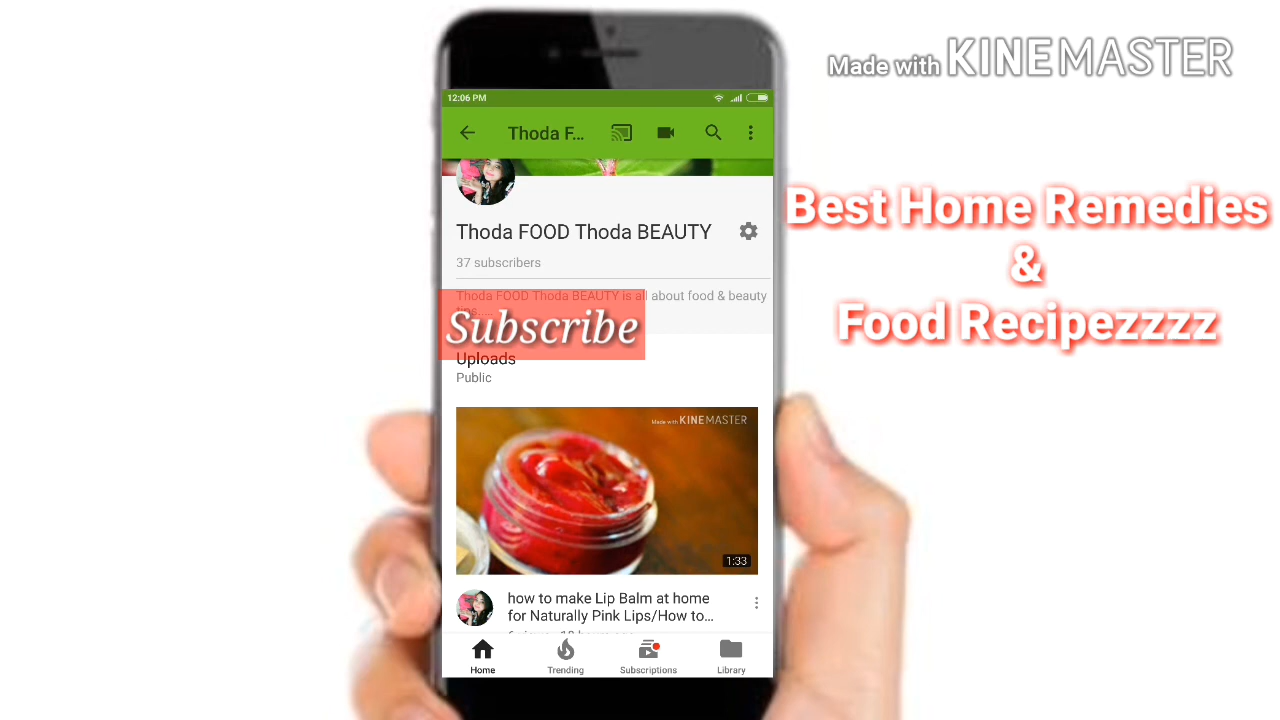 Made with KINEMASTER
12:06 PM
Thoda F...
Thoda FOOD Thoda BEAUTY
37 subscribers
Thoda FOOD Thoda BEAUTY is all about food & beauty
tips.....
Subscribe
Uploads
Public
Made with KINEMASTER
1:33
how to make Lip Balm at home
for Naturally Pink Lips/How to...
Home
Trending
Subscriptions
Library
Best Home Remedies
&
Food Recipezzzz